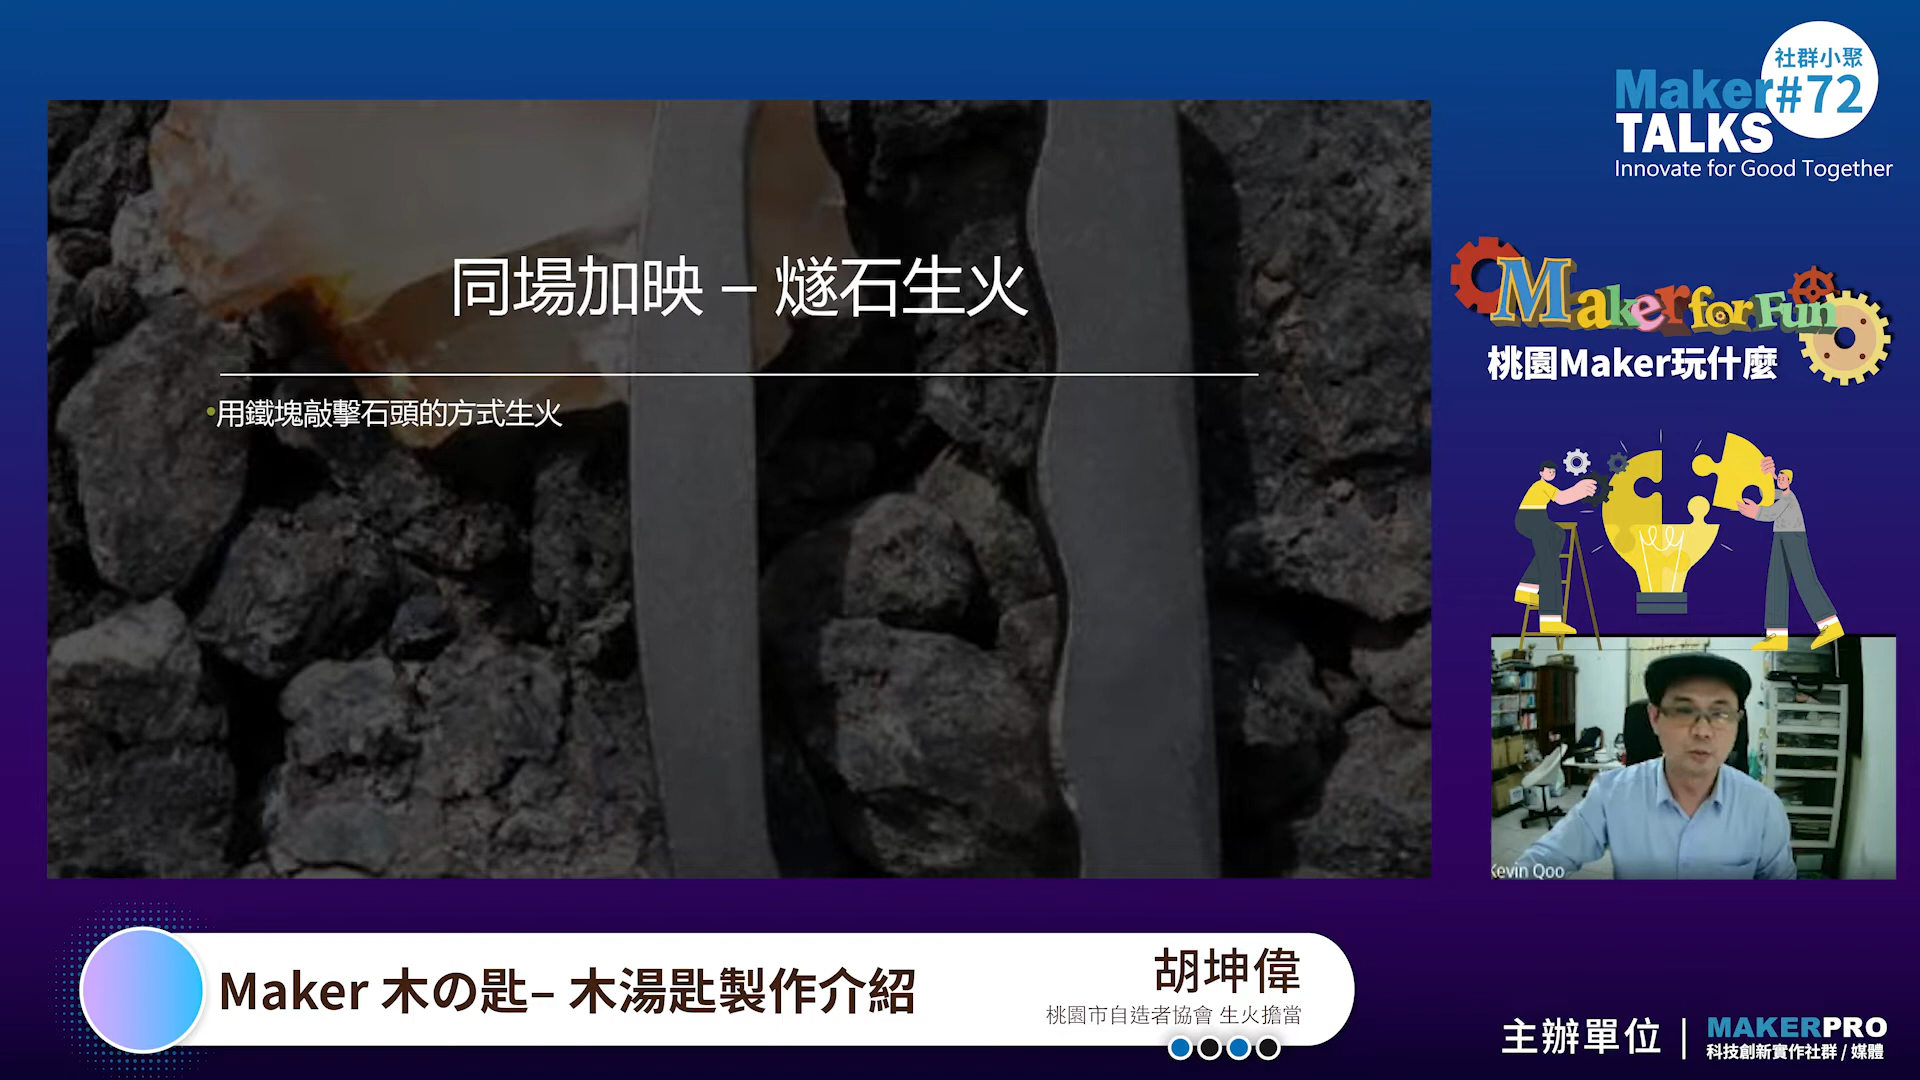 社群小聚
#72
Maker
TALKS
Innovate for Good Together
同場加映 – 燧石生火
•用鐵塊敲擊石頭的方式生火
Maker for Fun
桃園Maker玩什麼
Kevin Qoo
Maker 木の匙– 木湯匙製作介紹
胡坤偉
桃園市自造者協會 生火擔當
主辦單位 | MAKERPRO
科技創新實作社群 / 媒體